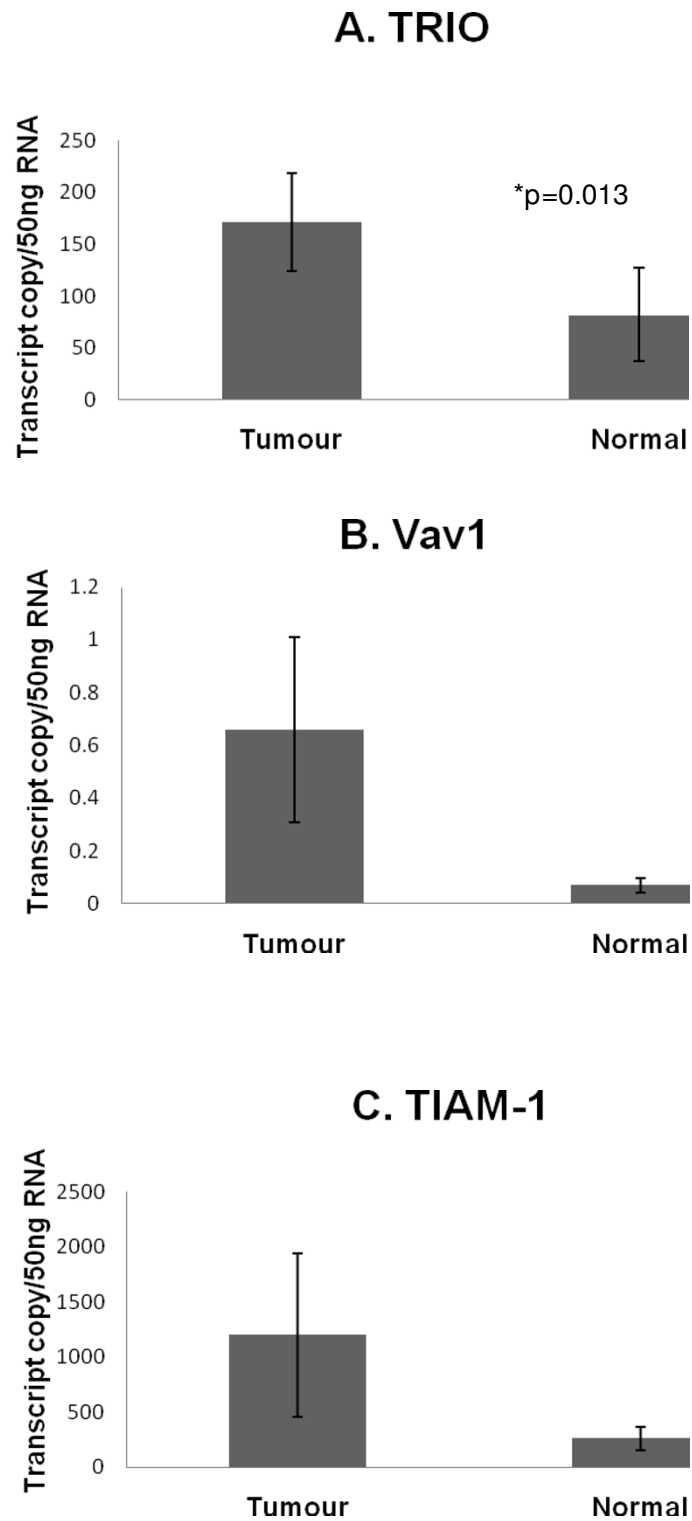 A. TRIO
Transcript copy/50ng RNA
250
200
150
100
50
0
*p=0.013
Tumour Normal
B. Vav1
Transcript copy/50ng RNA
1.2
1
0.8
0.6
0.4
0.2
0
Tumour Normal
C. TIAM-1
Transcript copy/50ng RNA
2500
2000
1500
1000
500
0
Tumour Normal